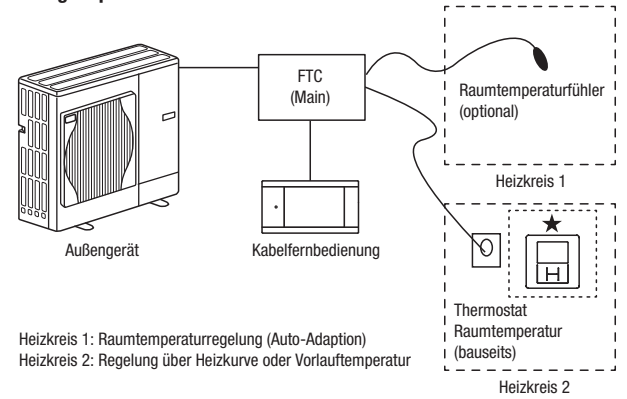 FTC
(Main)
Raumtemperaturfühler
(optional)
Heizkreis 1
Außengerät
Kabelfernbedienung
★
H
Thermostat
Raumtemperatur
(bauseits)
Heizkreis 1: Raumtemperaturregelung (Auto-Adaption)
Heizkreis 2: Regelung über Heizkurve oder Vorlauftemperatur
Heizkreis 2